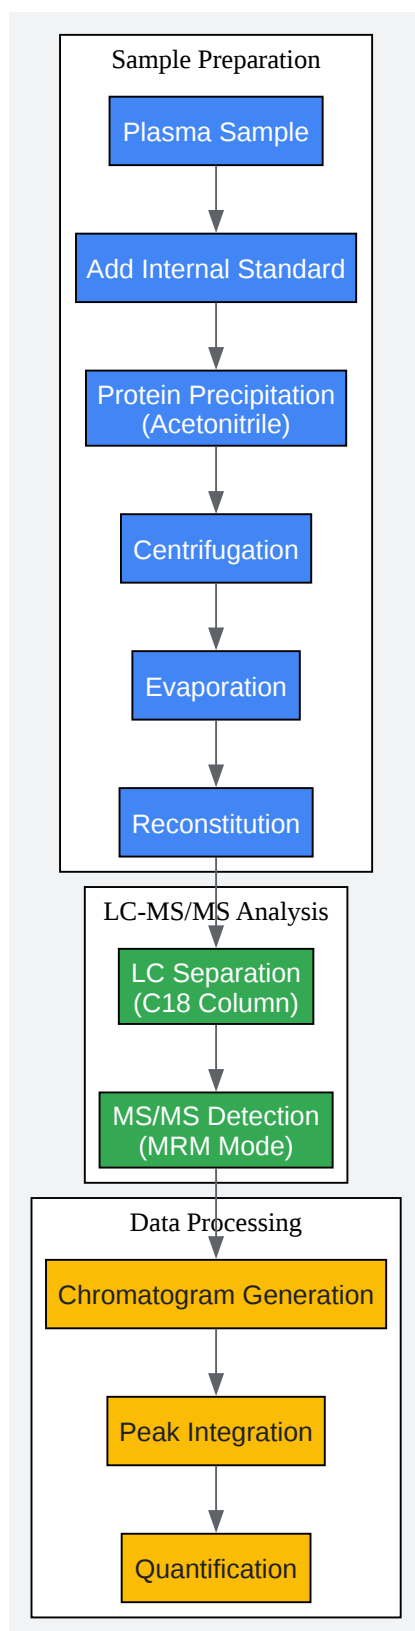 Sample Preparation
Plasma Sample
Add Internal Standard
Protein Precipitation
(Acetonitrile)
Centrifugation
Evaporation
Reconstitution
LC-MS/MS Analysis
LC Separation
(C18 Column)
MS/MS Detection
(MRM Mode)
Data Processing
Chromatogram Generation
Peak Integration
Quantification